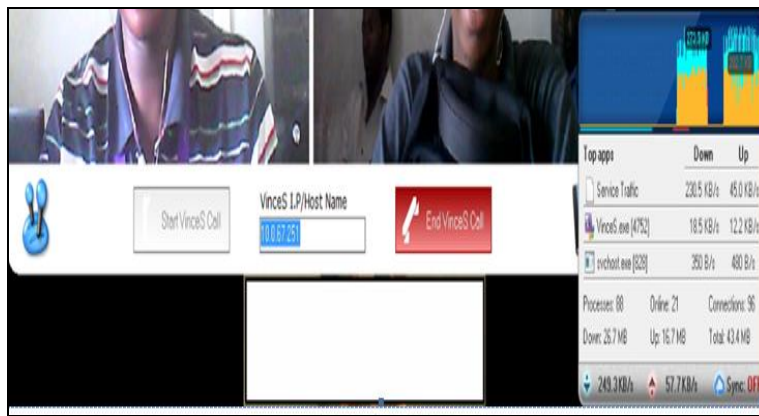 VinceS I.P/Host Name
Start VinceS Call
10.0.67.251
End VinceS Call
Top apps Down Up
Service Traffic 230.5 KB/s 45.0 KB/s
VinceS.exe [4752] 18.5 KB/s 12.2 KB/s
svchost.exe [828] 350 B/s 480 B/s
Processes: 88 Online: 21 Connections: 96
Down: 26.7 MB Up: 16.7 MB Total: 43.4 MB
249.3 KB/s 57.7 KB/s Sync: OFF